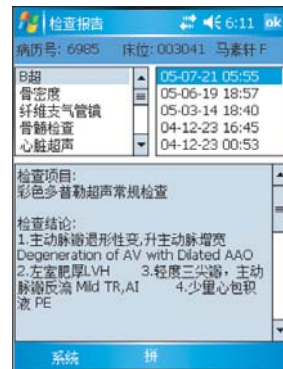 检查报告 6:11 ok
病历号: 6985 床位: 003041 马素轩 F
B超
骨密度
纤维支气管镜
骨骼检查
心脏超声
05-07-21 05:55
05-06-19 18:57
05-03-14 18:40
04-12-23 16:45
04-12-23 00:53
检查项目:
彩色多普勒超声常规检查
检查结论:
1.主动脉瓣退形性变,升主动脉增宽
Degeneration of AV with Dilated AAO
2.左室肥厚LVH 3.轻度三尖瓣，主动
脉瓣反流 Mild TR,AI 4.少量心包积
液 PE
系统 拼